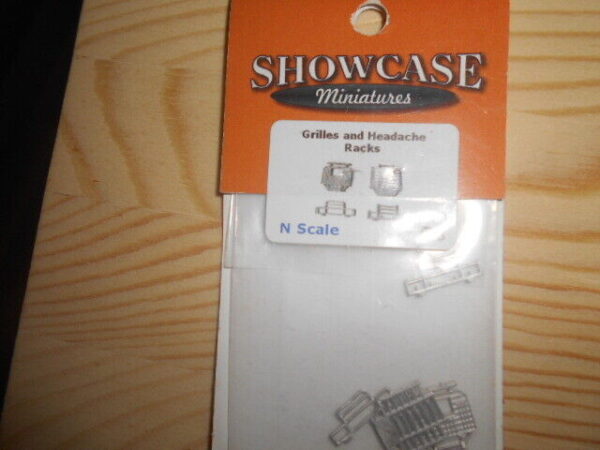 SHOWCASE
Miniatures
Grilles and Headache
Racks
N Scale